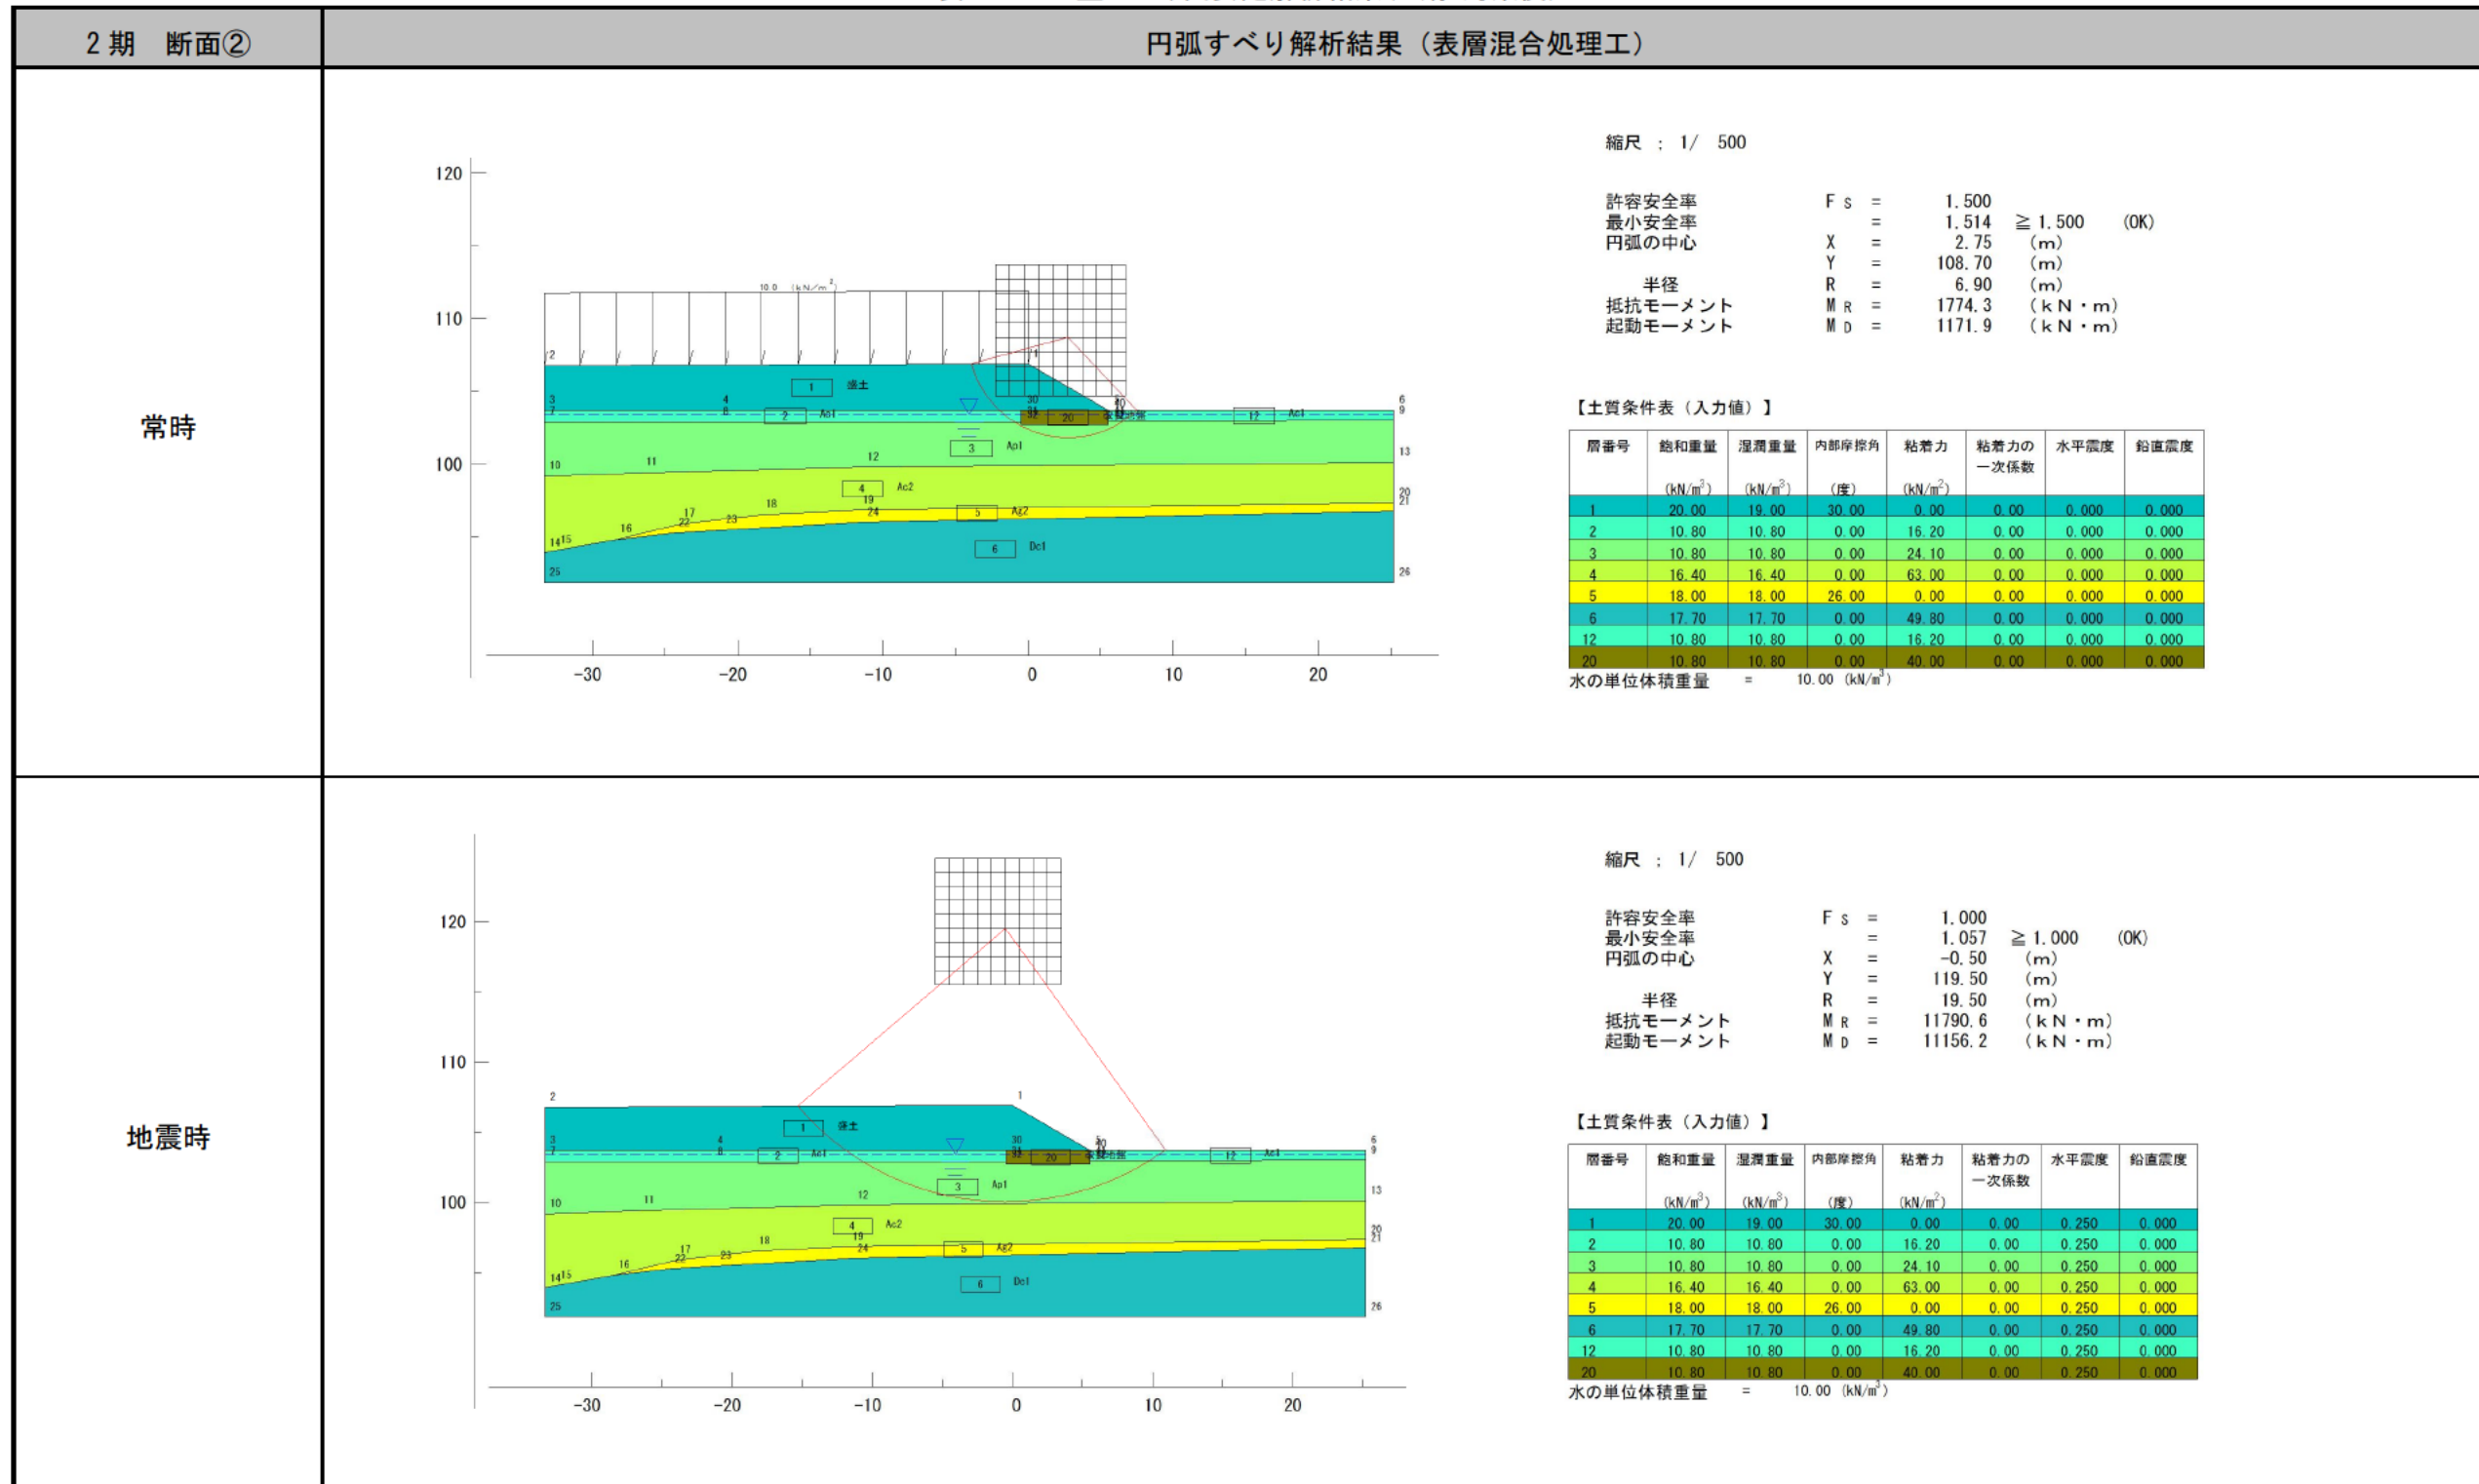 2期 断面② 円弧すべり解析結果（表層混合処理工）
常時
120
110
100
-30 -20 -10 0 10 20
10.0 (kN/m²)
1 盛土
2 Ac1
20
12 Ac1
3 Ap1
4 Ac2
5 Ag2
6 Dc1
縮尺 ; 1/ 500
許容安全率 Fs = 1.500
最小安全率 = 1.514 ≧ 1.500 (OK)
円弧の中心 X = 2.75 (m)
Y = 108.70 (m)
半径 R = 6.90 (m)
抵抗モーメント MR = 1774.3 (kN・m)
起動モーメント MD = 1171.9 (kN・m)
【土質条件表（入力値）】
層番号 飽和重量 湿潤重量 内部摩擦角 粘着力 粘着力の 水平震度 鉛直震度
一次係数
(kN/m³) (kN/m³) (度) (kN/m²)
1 20.00 19.00 30.00 0.00 0.00 0.000 0.000
2 10.80 10.80 0.00 16.20 0.00 0.000 0.000
3 10.80 10.80 0.00 24.10 0.00 0.000 0.000
4 16.40 16.40 0.00 63.00 0.00 0.000 0.000
5 18.00 18.00 26.00 0.00 0.00 0.000 0.000
6 17.70 17.70 0.00 49.80 0.00 0.000 0.000
12 10.80 10.80 0.00 16.20 0.00 0.000 0.000
20 10.80 10.80 0.00 40.00 0.00 0.000 0.000
水の単位体積重量 = 10.00 (kN/m³)
地震時
120
110
100
-30 -20 -10 0 10 20
1 盛土
2 Ac1
20
12 Ac1
3 Ap1
4 Ac2
5 Ag2
6 Dc1
縮尺 ; 1/ 500
許容安全率 Fs = 1.000
最小安全率 = 1.057 ≧ 1.000 (OK)
円弧の中心 X = -0.50 (m)
Y = 119.50 (m)
半径 R = 19.50 (m)
抵抗モーメント MR = 11790.6 (kN・m)
起動モーメント MD = 11156.2 (kN・m)
【土質条件表（入力値）】
層番号 飽和重量 湿潤重量 内部摩擦角 粘着力 粘着力の 水平震度 鉛直震度
一次係数
(kN/m³) (kN/m³) (度) (kN/m²)
1 20.00 19.00 30.00 0.00 0.00 0.250 0.000
2 10.80 10.80 0.00 16.20 0.00 0.250 0.000
3 10.80 10.80 0.00 24.10 0.00 0.250 0.000
4 16.40 16.40 0.00 63.00 0.00 0.250 0.000
5 18.00 18.00 26.00 0.00 0.00 0.250 0.000
6 17.70 17.70 0.00 49.80 0.00 0.250 0.000
12 10.80 10.80 0.00 16.20 0.00 0.250 0.000
20 10.80 10.80 0.00 40.00 0.00 0.250 0.000
水の単位体積重量 = 10.00 (kN/m³)